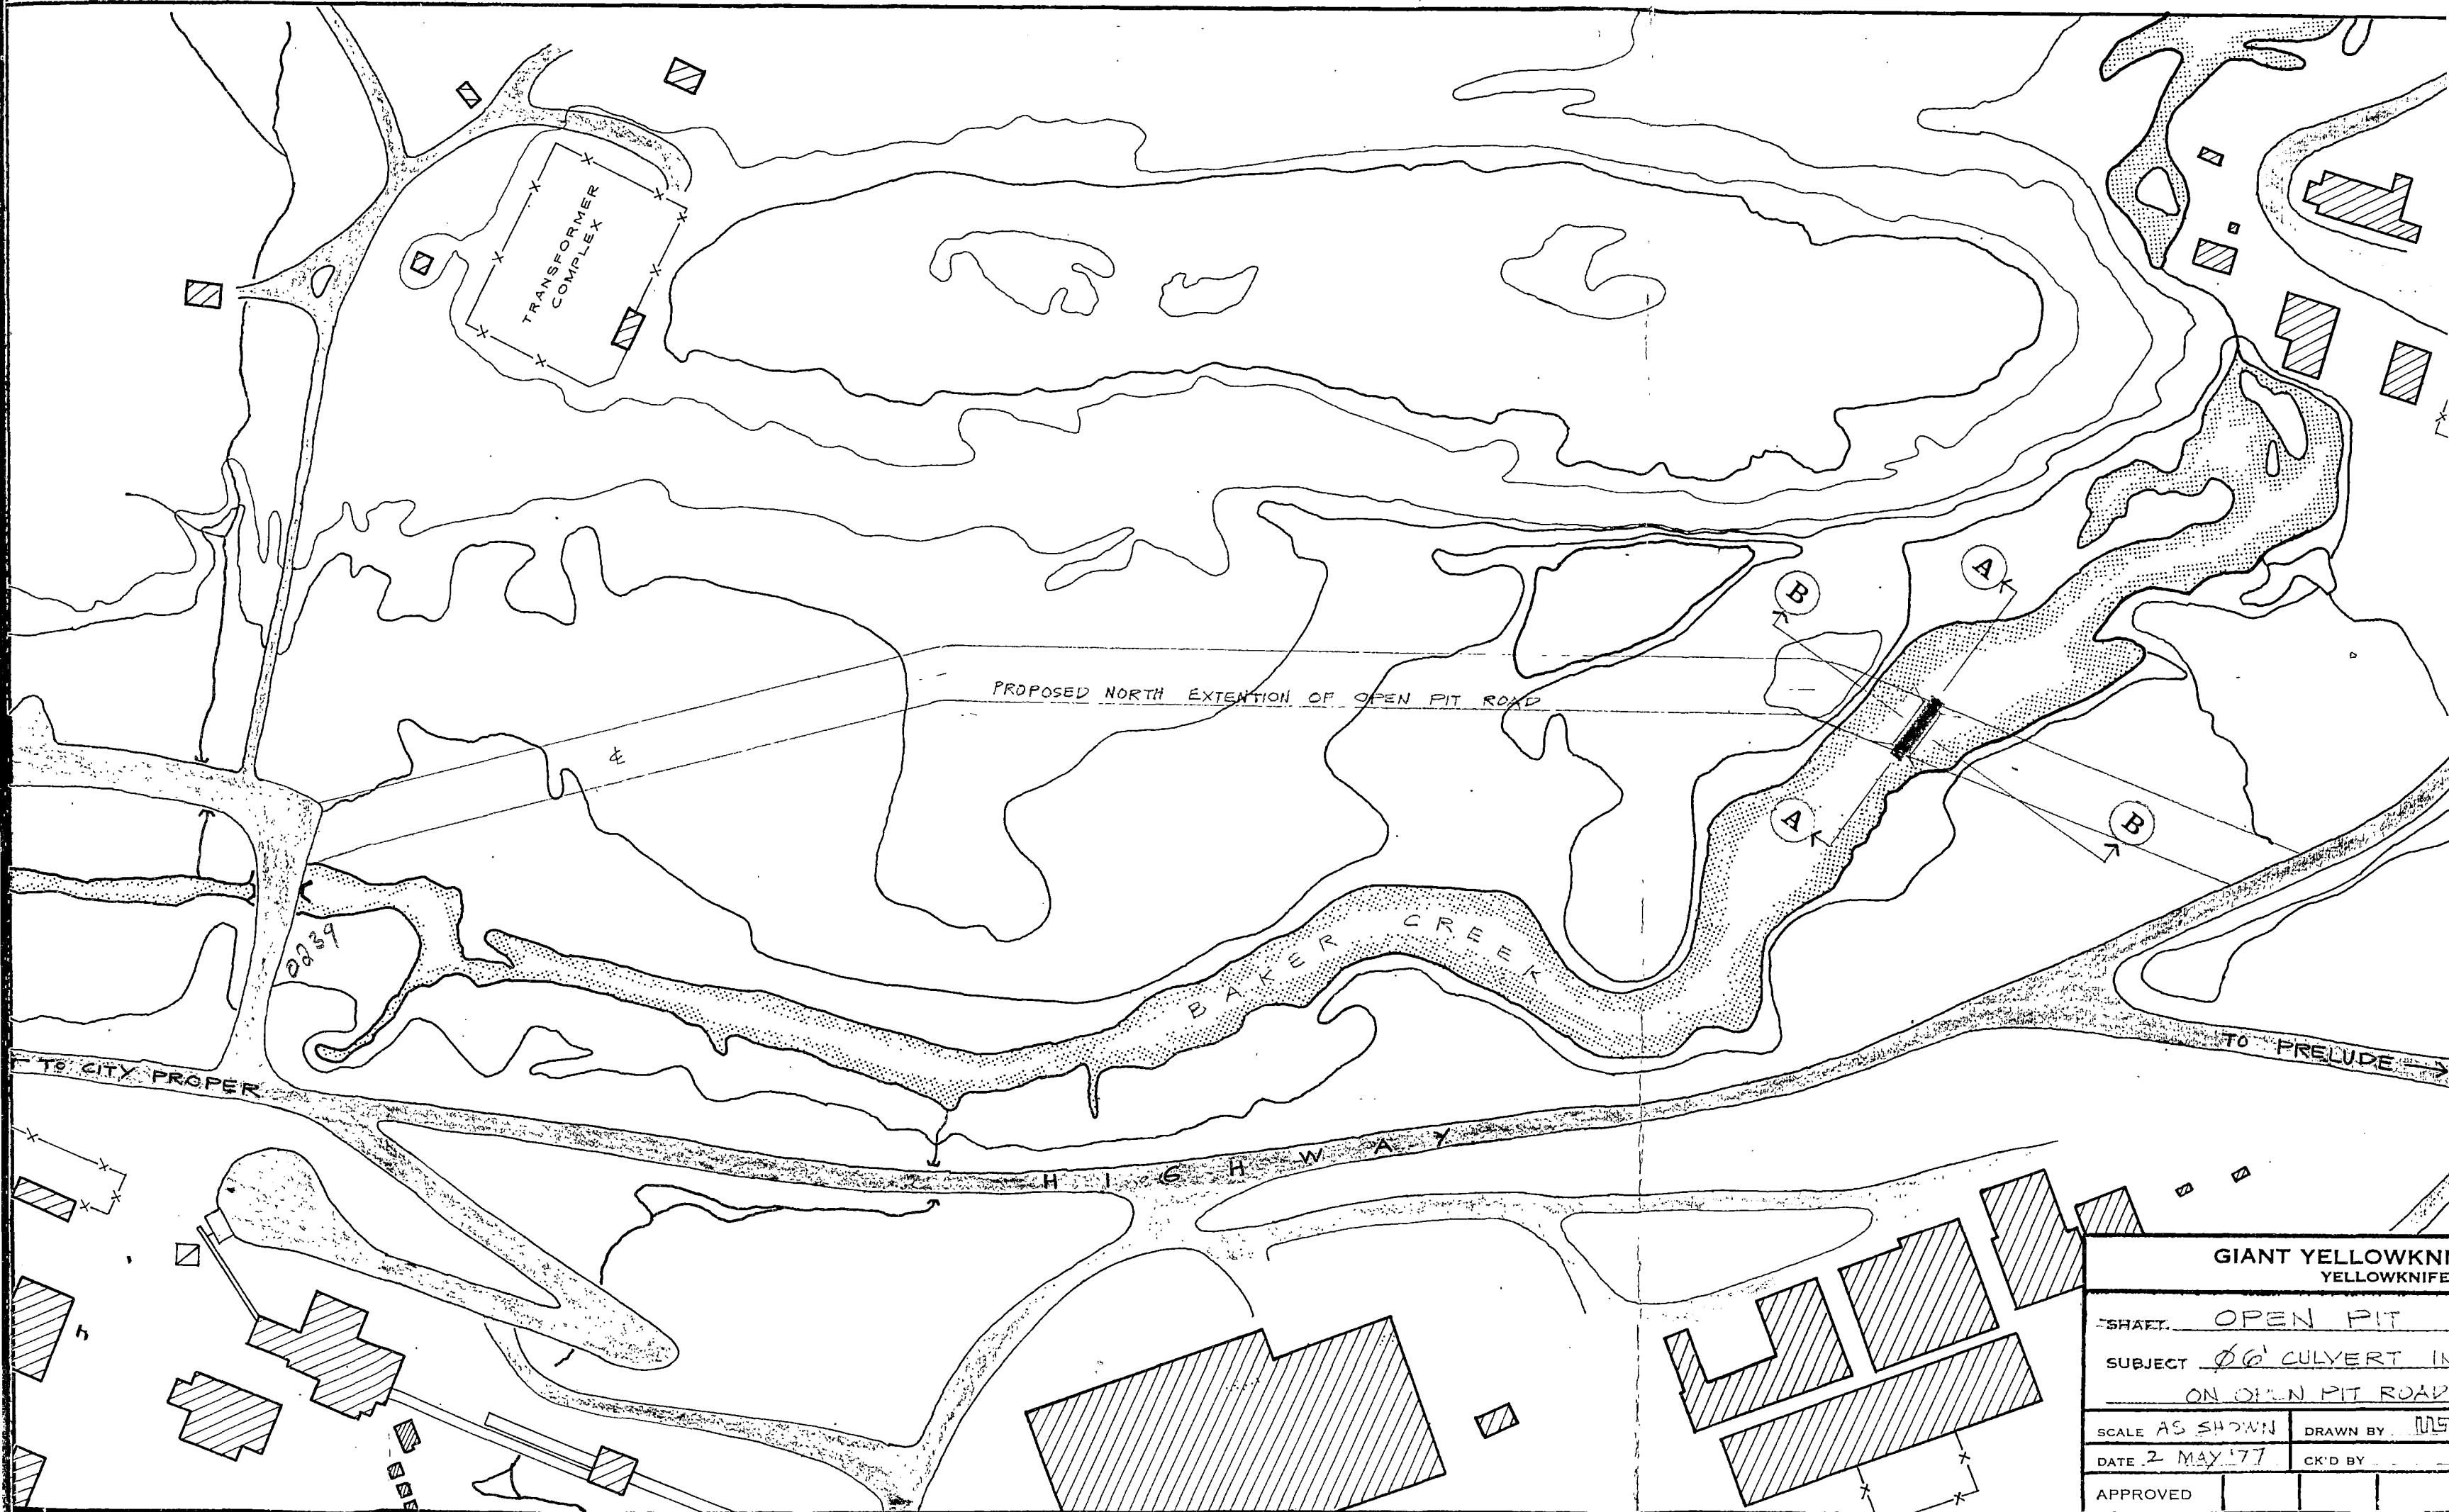 TRANSFORMER
COMPLEX
B
A
PROPOSED NORTH EXTENTION OF OPEN PIT ROAD
℄
A
B
0239
BAKER CREEK
TO CITY PROPER
TO PRELUDE
HIGHWAY
GIANT YELLOWKNI
YELLOWKNIFE
SHAFT OPEN PIT
SUBJECT Ø6' CULVERT IN
ON OPEN PIT ROAD
SCALE AS SHOWN DRAWN BY
DATE 2 MAY '77 CK'D BY
APPROVED